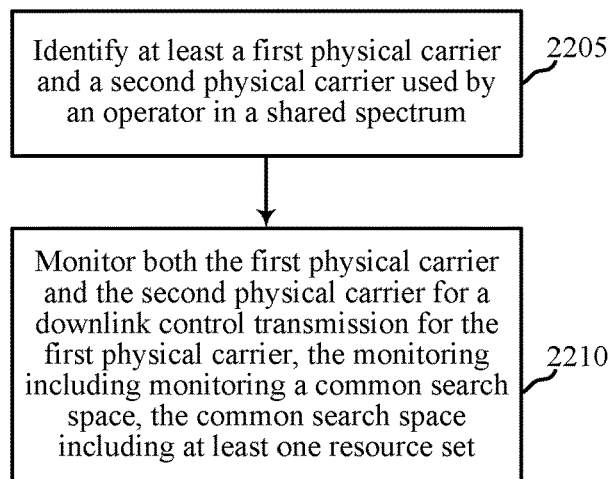 Identify at least a first physical carrier
and a second physical carrier used by
an operator in a shared spectrum
2205
Monitor both the first physical carrier
and the second physical carrier for a
downlink control transmission for the
first physical carrier, the monitoring
including monitoring a common search
space, the common search space
including at least one resource set
2210